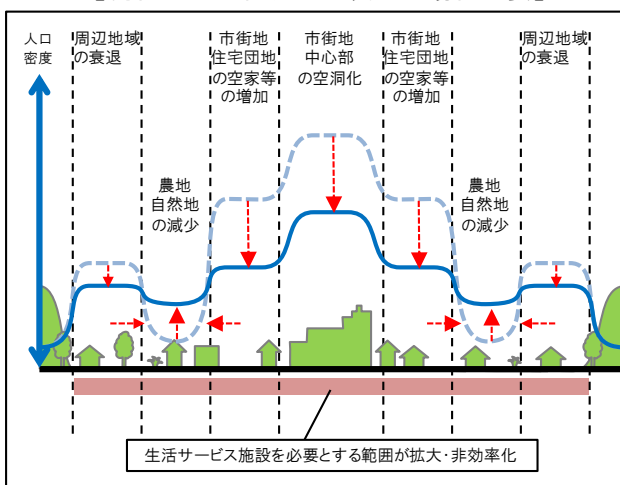 人口
密度
周辺地域
の衰退
市街地
住宅団地
の空家等
の増加
市街地
中心部
の空洞化
市街地
住宅団地
の空家等
の増加
周辺地域
の衰退
農地
自然地
の減少
農地
自然地
の減少
生活サービス施設を必要とする範囲が拡大・非効率化